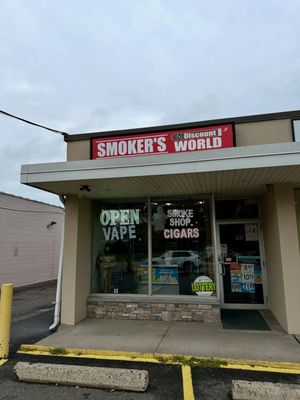 Discount
SMOKER'S WORLD
OPEN
VAPE
SMOKE
SHOP
CIGARS
LOTTERY